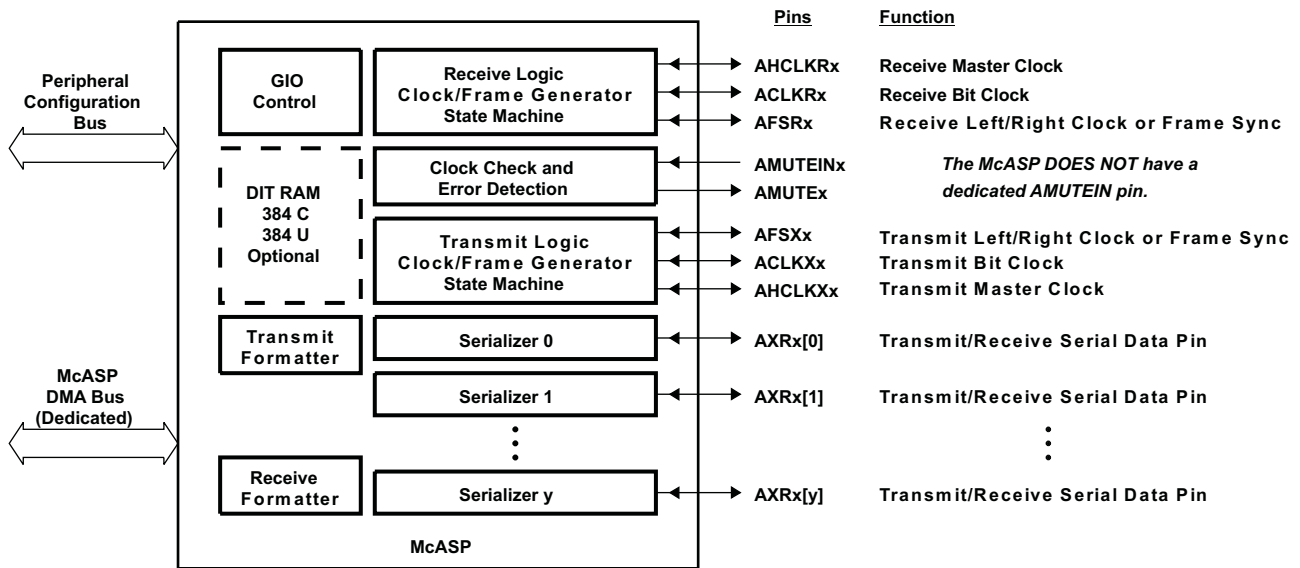 Pins Function
Peripheral
Configuration
Bus
McASP
DMA Bus
(Dedicated)
GIO
Control
DIT RAM
384 C
384 U
Optional
Transmit
Formatter
Receive
Formatter
Receive Logic
Clock/Frame Generator
State Machine
Clock Check and
Error Detection
Transmit Logic
Clock/Frame Generator
State Machine
Serializer 0
Serializer 1
Serializer y
McASP
AHCLKRx Receive Master Clock
ACLKRx Receive Bit Clock
AFSRx Receive Left/Right Clock or Frame Sync
AMUTEINx The McASP DOES NOT have a
AMUTEx dedicated AMUTEIN pin.
AFSXx Transmit Left/Right Clock or Frame Sync
ACLKXx Transmit Bit Clock
AHCLKXx Transmit Master Clock
AXRx[0] Transmit/Receive Serial Data Pin
AXRx[1] Transmit/Receive Serial Data Pin
AXRx[y] Transmit/Receive Serial Data Pin